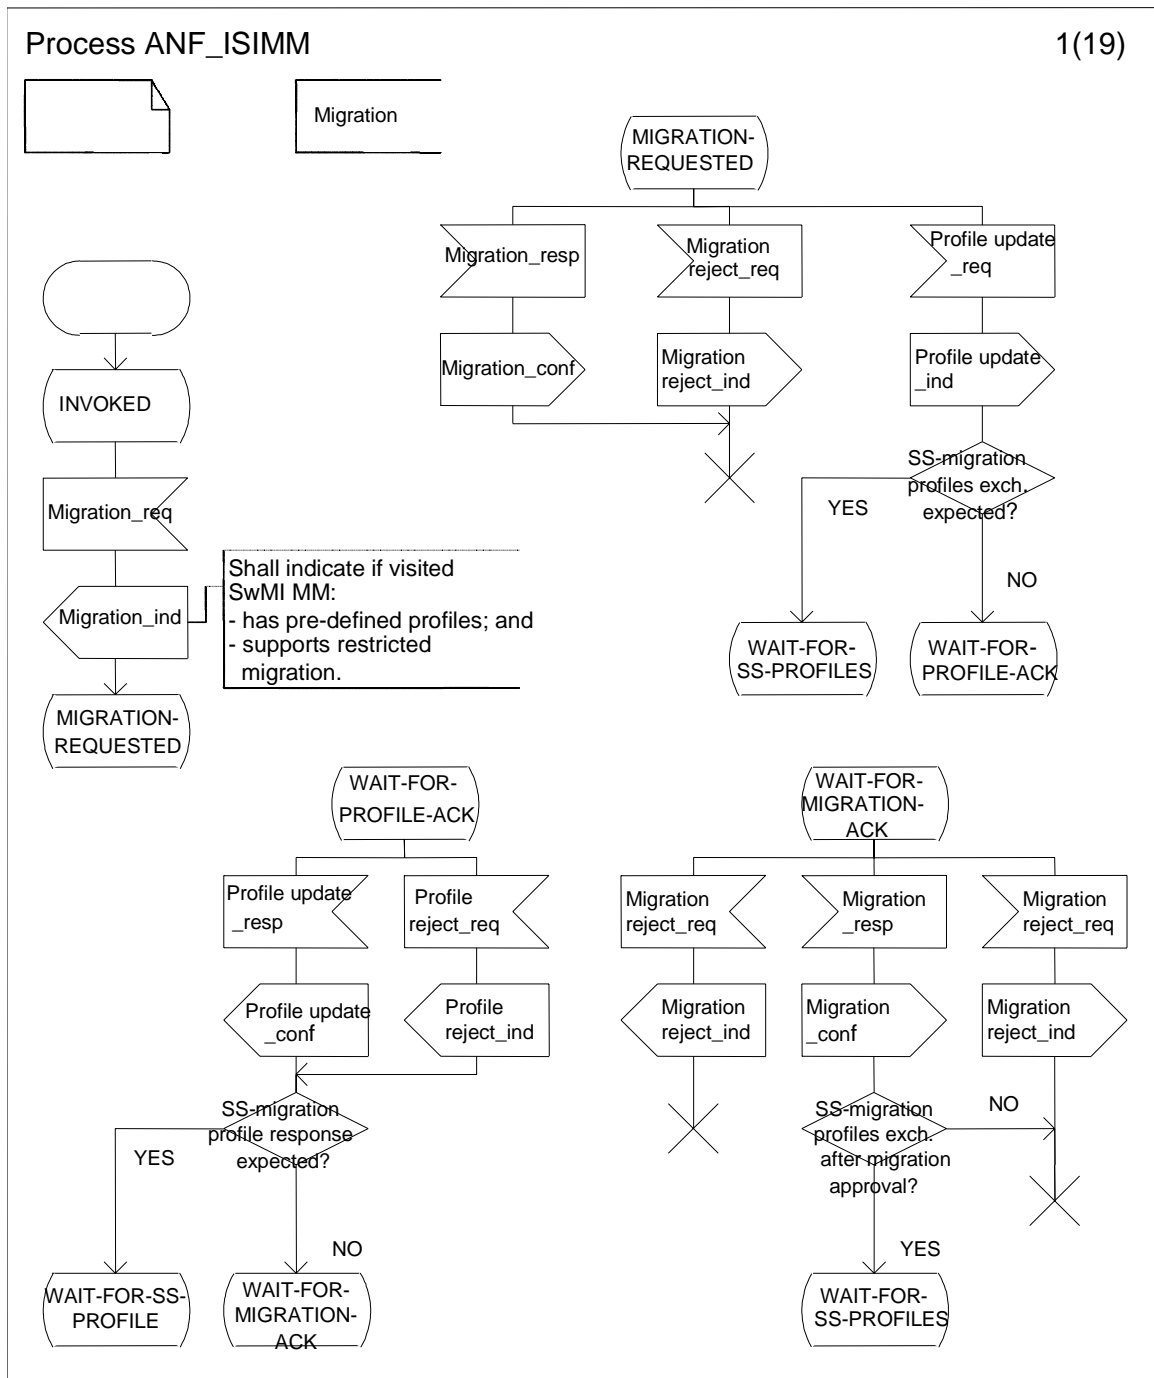 Process ANF_ISIMM
1(19)
Migration
MIGRATION-
REQUESTED
Migration_resp
Migration
reject_req
Profile update
_req
Migration_conf
Migration
reject_ind
Profile update
_ind
INVOKED
SS-migration
profiles exch.
expected?
YES
NO
Migration_req
Migration_ind
Shall indicate if visited
SwMI MM:
- has pre-defined profiles; and
- supports restricted
migration.
WAIT-FOR-
SS-PROFILES
WAIT-FOR-
PROFILE-ACK
MIGRATION-
REQUESTED
WAIT-FOR-
PROFILE-ACK
Profile update
_resp
Profile
reject_req
Profile update
_conf
Profile
reject_ind
SS-migration
profile response
expected?
YES
NO
WAIT-FOR-SS-
PROFILE
WAIT-FOR-
MIGRATION-
ACK
WAIT-FOR-
MIGRATION-
ACK
Migration
reject_req
Migration
_resp
Migration
reject_req
Migration
reject_ind
Migration
_conf
Migration
reject_ind
SS-migration
profiles exch.
after migration
approval?
NO
YES
WAIT-FOR-
SS-PROFILES